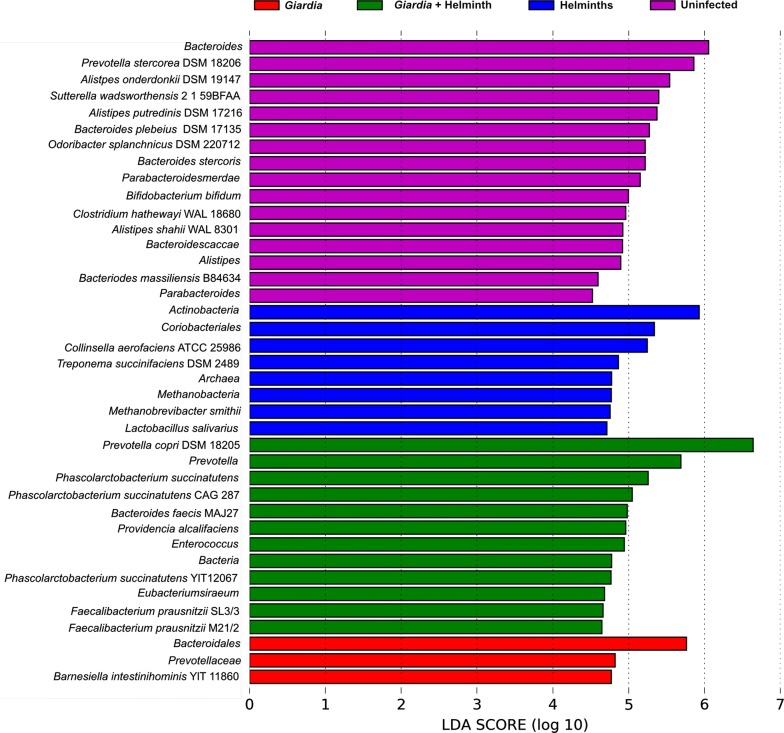 Giardia Giardia + Helminth Helminths Uninfected
Bacteroides
Prevotella stercorea DSM 18206
Alistpes onderdonkii DSM 19147
Sutterella wadsworthensis 2 1 59BFAA
Alistipes putredinis DSM 17216
Bacteroides plebeius DSM 17135
Odoribacter splanchnicus DSM 220712
Bacteroides stercoris
Parabacteroidesmerdae
Bifidobacterium bifidum
Clostridium hathewayi WAL 18680
Alistipes shahii WAL 8301
Bacteroidescaccae
Alistipes
Bacteriodes massiliensis B84634
Parabacteroides
Actinobacteria
Coriobacteriales
Collinsella aerofaciens ATCC 25986
Treponema succinifaciens DSM 2489
Archaea
Methanobacteria
Methanobrevibacter smithii
Lactobacillus salivarius
Prevotella copri DSM 18205
Prevotella
Phascolarctobacterium succinatutens
Phascolarctobacterium succinatutens CAG 287
Bacteroides faecis MAJ27
Providencia alcalifaciens
Enterococcus
Bacteria
Phascolarctobacterium succinatutens YIT12067
Eubacteriumsiraeum
Faecalibacterium prausnitzii SL3/3
Faecalibacterium prausnitzii M21/2
Bacteroidales
Prevotellaceae
Barnesiella intestinihominis YIT 11860
0 1 2 3 4 5 6 7
LDA SCORE (log 10)